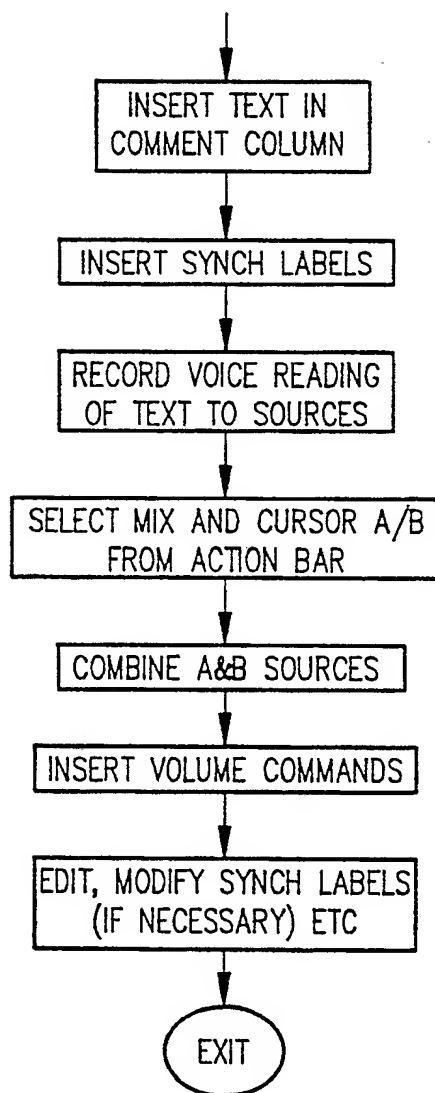 INSERT TEXT IN
COMMENT COLUMN
INSERT SYNCH LABELS
RECORD VOICE READING
OF TEXT TO SOURCES
SELECT MIX AND CURSOR A/B
FROM ACTION BAR
COMBINE A&B SOURCES
INSERT VOLUME COMMANDS
EDIT, MODIFY SYNCH LABELS
(IF NECESSARY) ETC
EXIT